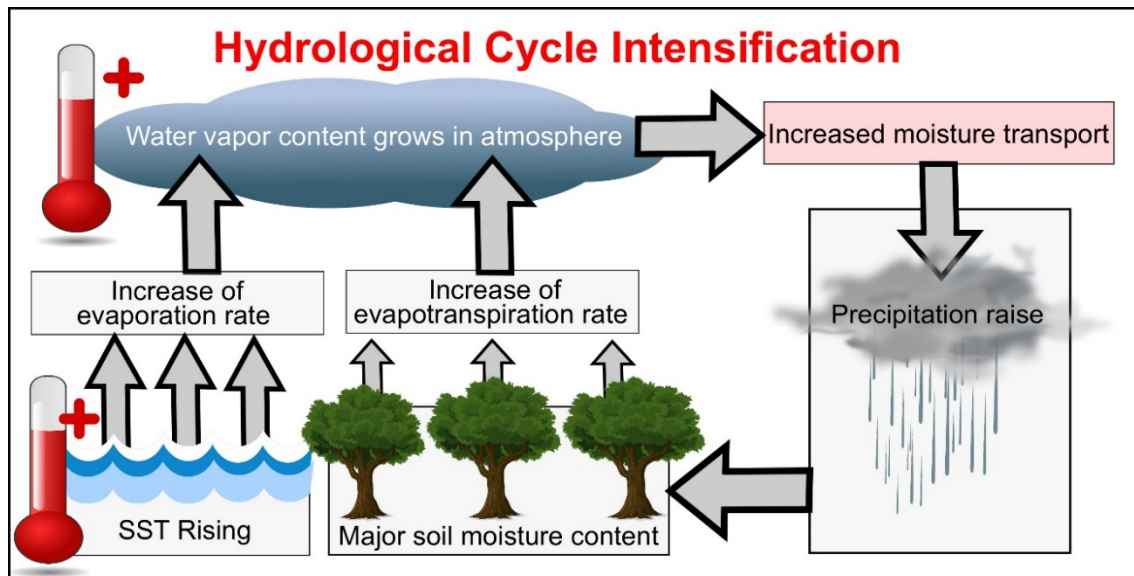 Hydrological Cycle Intensification
Water vapor content grows in atmosphere
Increased moisture transport
Increase of
evaporation rate
Increase of
evapotranspiration rate
Precipitation raise
SST Rising
Major soil moisture content